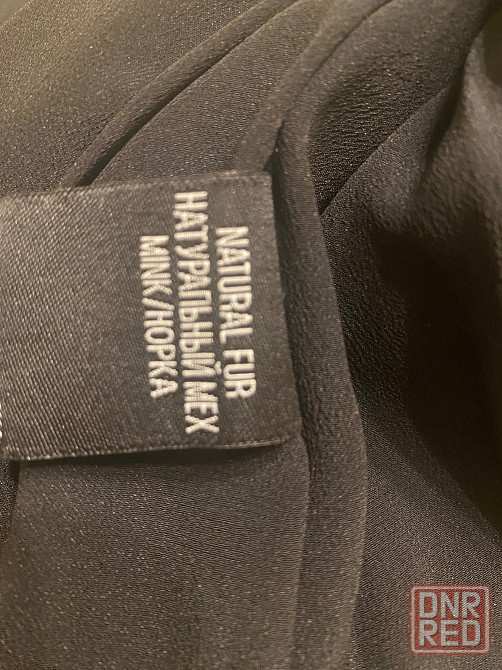 NATURAL FUR
НАТУРАЛЬНЫЙ МЕХ
MINK/НОРКА
DNR
RED